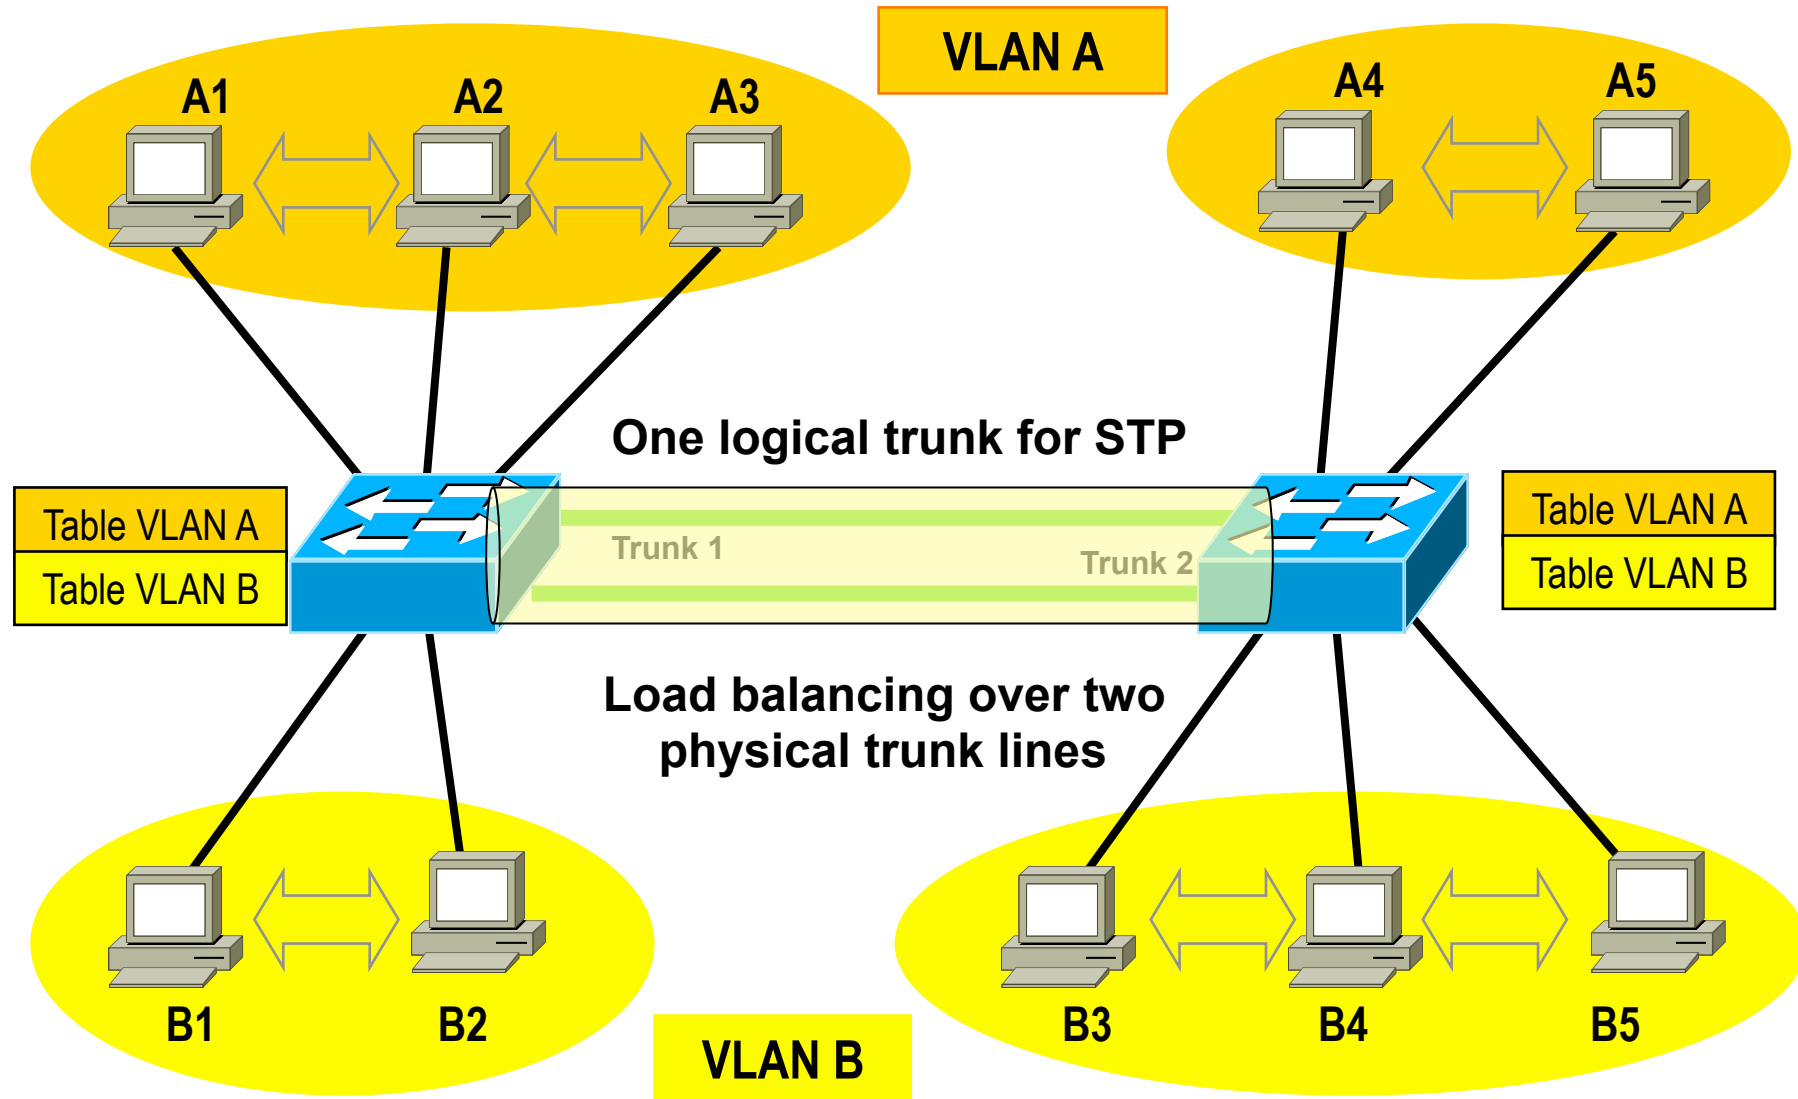 VLAN A
A1
A2
A3
A4
A5
One logical trunk for STP
Table VLAN A
Table VLAN B
Trunk 1
Trunk 2
Table VLAN A
Table VLAN B
Load balancing over two
physical trunk lines
B1
B2
B3
B4
B5
VLAN B